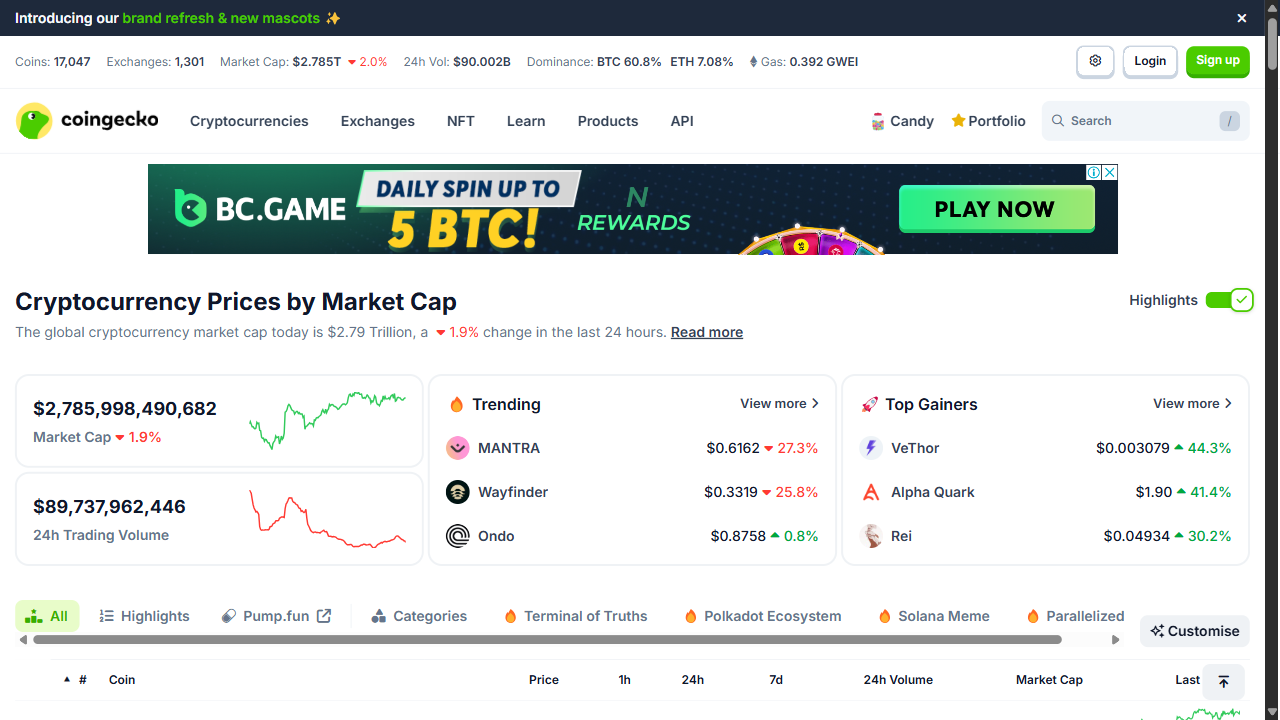 Introducing our brand refresh & new mascots ✨
Coins: 17,047 Exchanges: 1,301 Market Cap: $2.785T 2.0% 24h Vol: $90.002B Dominance: BTC 60.8% ETH 7.08% Gas: 0.392 GWEI
Login
Sign up
coingecko
Cryptocurrencies Exchanges NFT Learn Products API
Candy Portfolio Search /
BC.GAME
DAILY SPIN UP TO
5 BTC!
REWARDS
PLAY NOW
Cryptocurrency Prices by Market Cap
Highlights
The global cryptocurrency market cap today is $2.79 Trillion, a 1.9% change in the last 24 hours. Read more
$2,785,998,490,682
Market Cap 1.9%
$89,737,962,446
24h Trading Volume
Trending View more
MANTRA $0.6162 27.3%
Wayfinder $0.3319 25.8%
Ondo $0.8758 0.8%
Top Gainers View more
VeThor $0.003079 44.3%
Alpha Quark $1.90 41.4%
Rei $0.04934 30.2%
All Highlights Pump.fun Categories Terminal of Truths Polkadot Ecosystem Solana Meme Parallelized
Customise
# Coin Price 1h 24h 7d 24h Volume Market Cap Last